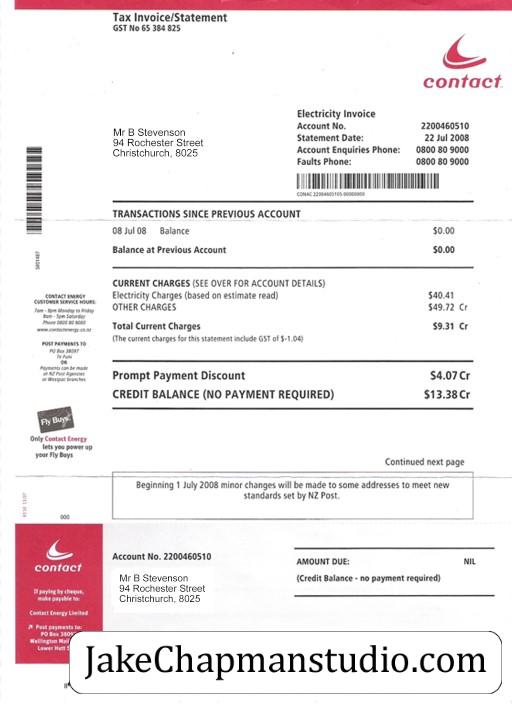 Tax Invoice/Statement
GST No 65 384 825
contact
Electricity Invoice
Account No. 2200460510
Statement Date: 22 Jul 2008
Account Enquiries Phone: 0800 80 9000
Faults Phone: 0800 80 9000
Mr B Stevenson
94 Rochester Street
Christchurch, 8025
TRANSACTIONS SINCE PREVIOUS ACCOUNT
08 Jul 08 Balance $0.00
Balance at Previous Account $0.00
CURRENT CHARGES (SEE OVER FOR ACCOUNT DETAILS)
Electricity Charges (based on estimate read) $40.41
OTHER CHARGES $49.72 Cr
Total Current Charges $9.31 Cr
(The current charges for this statement include GST of $-1.04)
Prompt Payment Discount $4.07 Cr
CREDIT BALANCE (NO PAYMENT REQUIRED) $13.38 Cr
CONTACT ENERGY
CUSTOMER SERVICE HOURS:
7am - 9pm Monday to Friday
8am - 5pm Saturday
Phone 0800 80 9000
www.contactenergy.co.nz
POST PAYMENTS TO
PO Box 38097
Te Puni
OR
Payments can be made
at NZ Post Agencies
or Westpac branches
Fly Buys
Only Contact Energy
lets you power up
your Fly Buys
Continued next page
Beginning 1 July 2008 minor changes will be made to some addresses to meet new
standards set by NZ Post.
000
contact
If paying by cheque,
make payable to:
Contact Energy Limited
Post payments to:
PO Box 3809
Wellington Mail
Lower Hutt
Account No. 2200460510
Mr B Stevenson
94 Rochester Street
Christchurch, 8025
AMOUNT DUE: NIL
(Credit Balance - no payment required)
JakeChapmanstudio.com